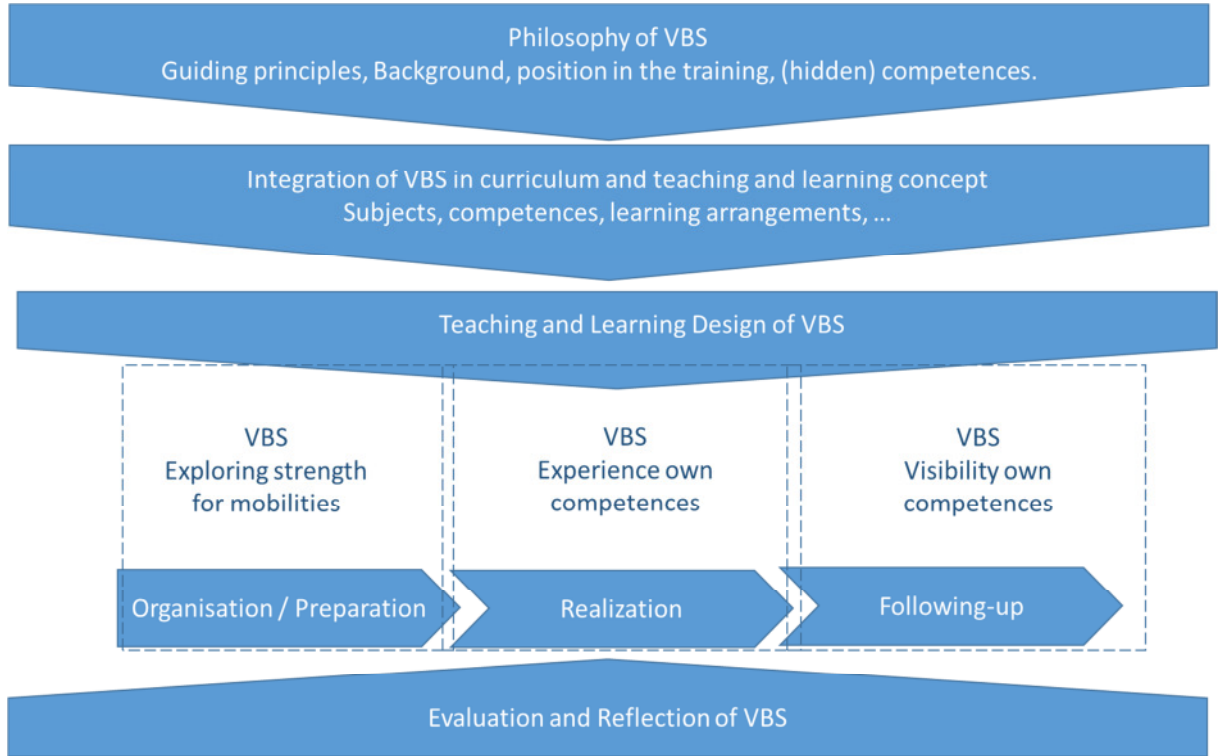 Philosophy of VBS
Guiding principles, Background, position in the training, (hidden) competences.
Integration of VBS in curriculum and teaching and learning concept
Subjects, competences, learning arrangements, ...
Teaching and Learning Design of VBS
VBS
Exploring strength
for mobilities
VBS
Experience own
competences
VBS
Visibility own
competences
Organisation / Preparation
Realization
Following-up
Evaluation and Reflection of VBS